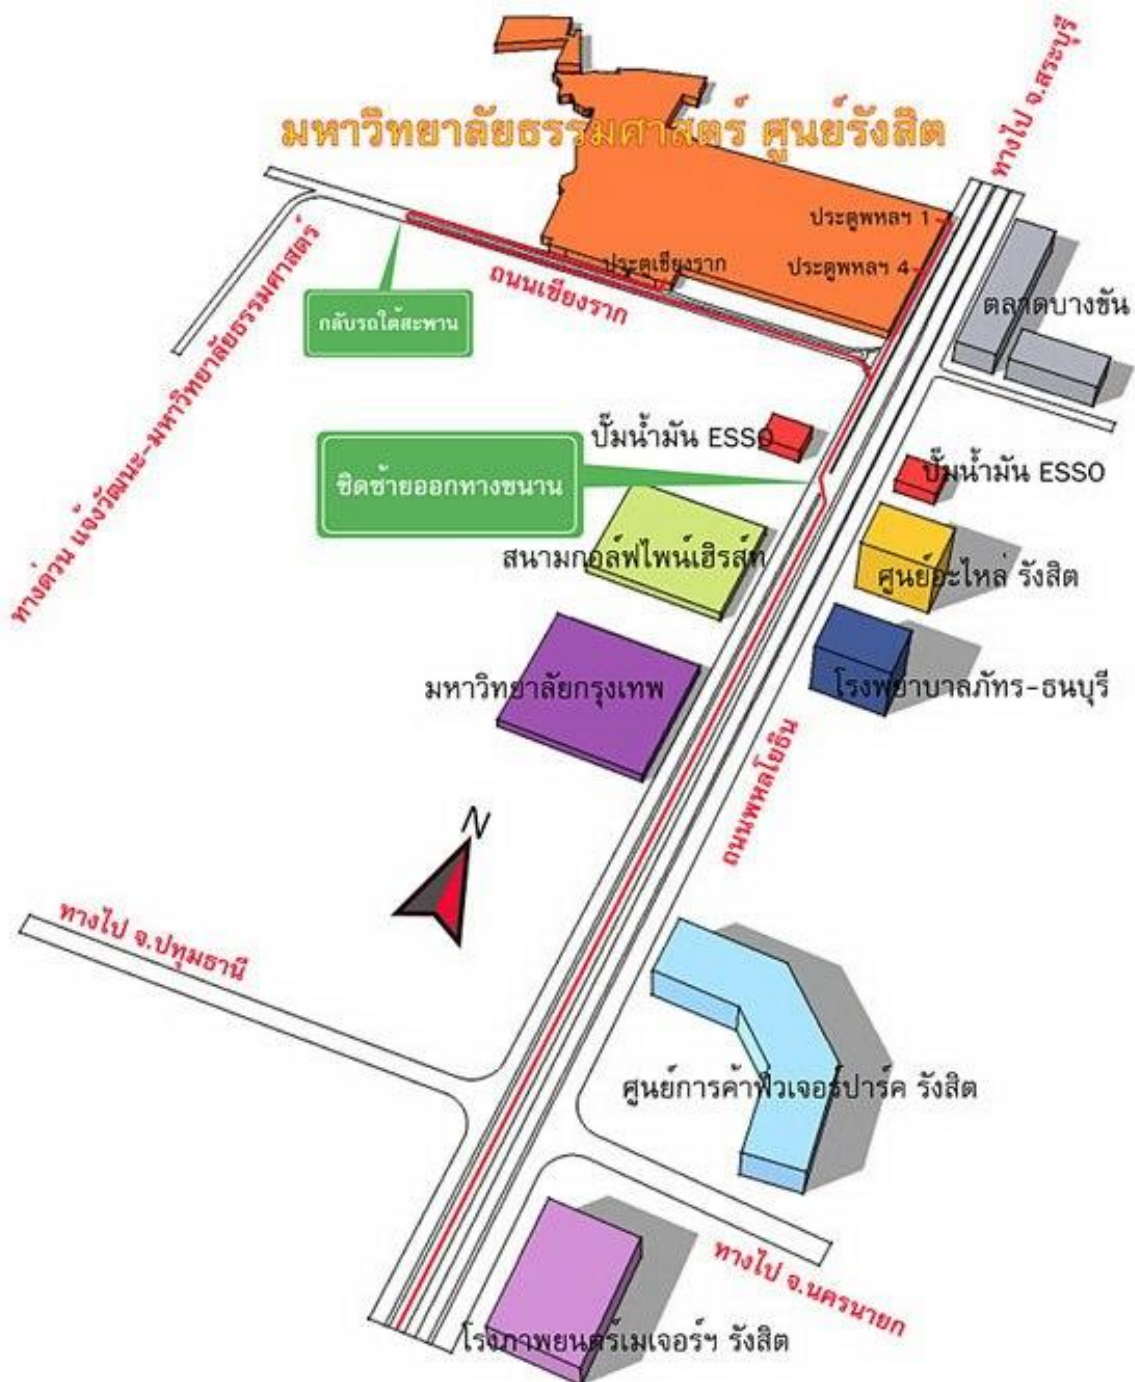 ทางไป จ.สระบุรี
มหาวิทยาลัยธรรมศาสตร์ ศูนย์รังสิต
ประตูพหลฯ 1
ประตูเชียงราก
ประตูพหลฯ 4
ถนนเชียงราก
ตลาดบางขัน
กลับรถใต้สะพาน
ทางด่วน แจ้งวัฒนะ-มหาวิทยาลัยธรรมศาสตร์
ปั๊มน้ำมัน ESSO
ปั๊มน้ำมัน ESSO
ชิดซ้ายออกทางขนาน
สนามกอล์ฟไพน์เฮิรส์ท
ศูนย์อะไหล่ รังสิต
มหาวิทยาลัยกรุงเทพ
โรงพยาบาลภัทร-ธนบุรี
ถนนพหลโยธิน
N
ทางไป จ.ปทุมธานี
ศูนย์การค้าฟิวเจอร์ปาร์ค รังสิต
ทางไป จ.นครนายก
โรงภาพยนตร์เมเจอร์ฯ รังสิต